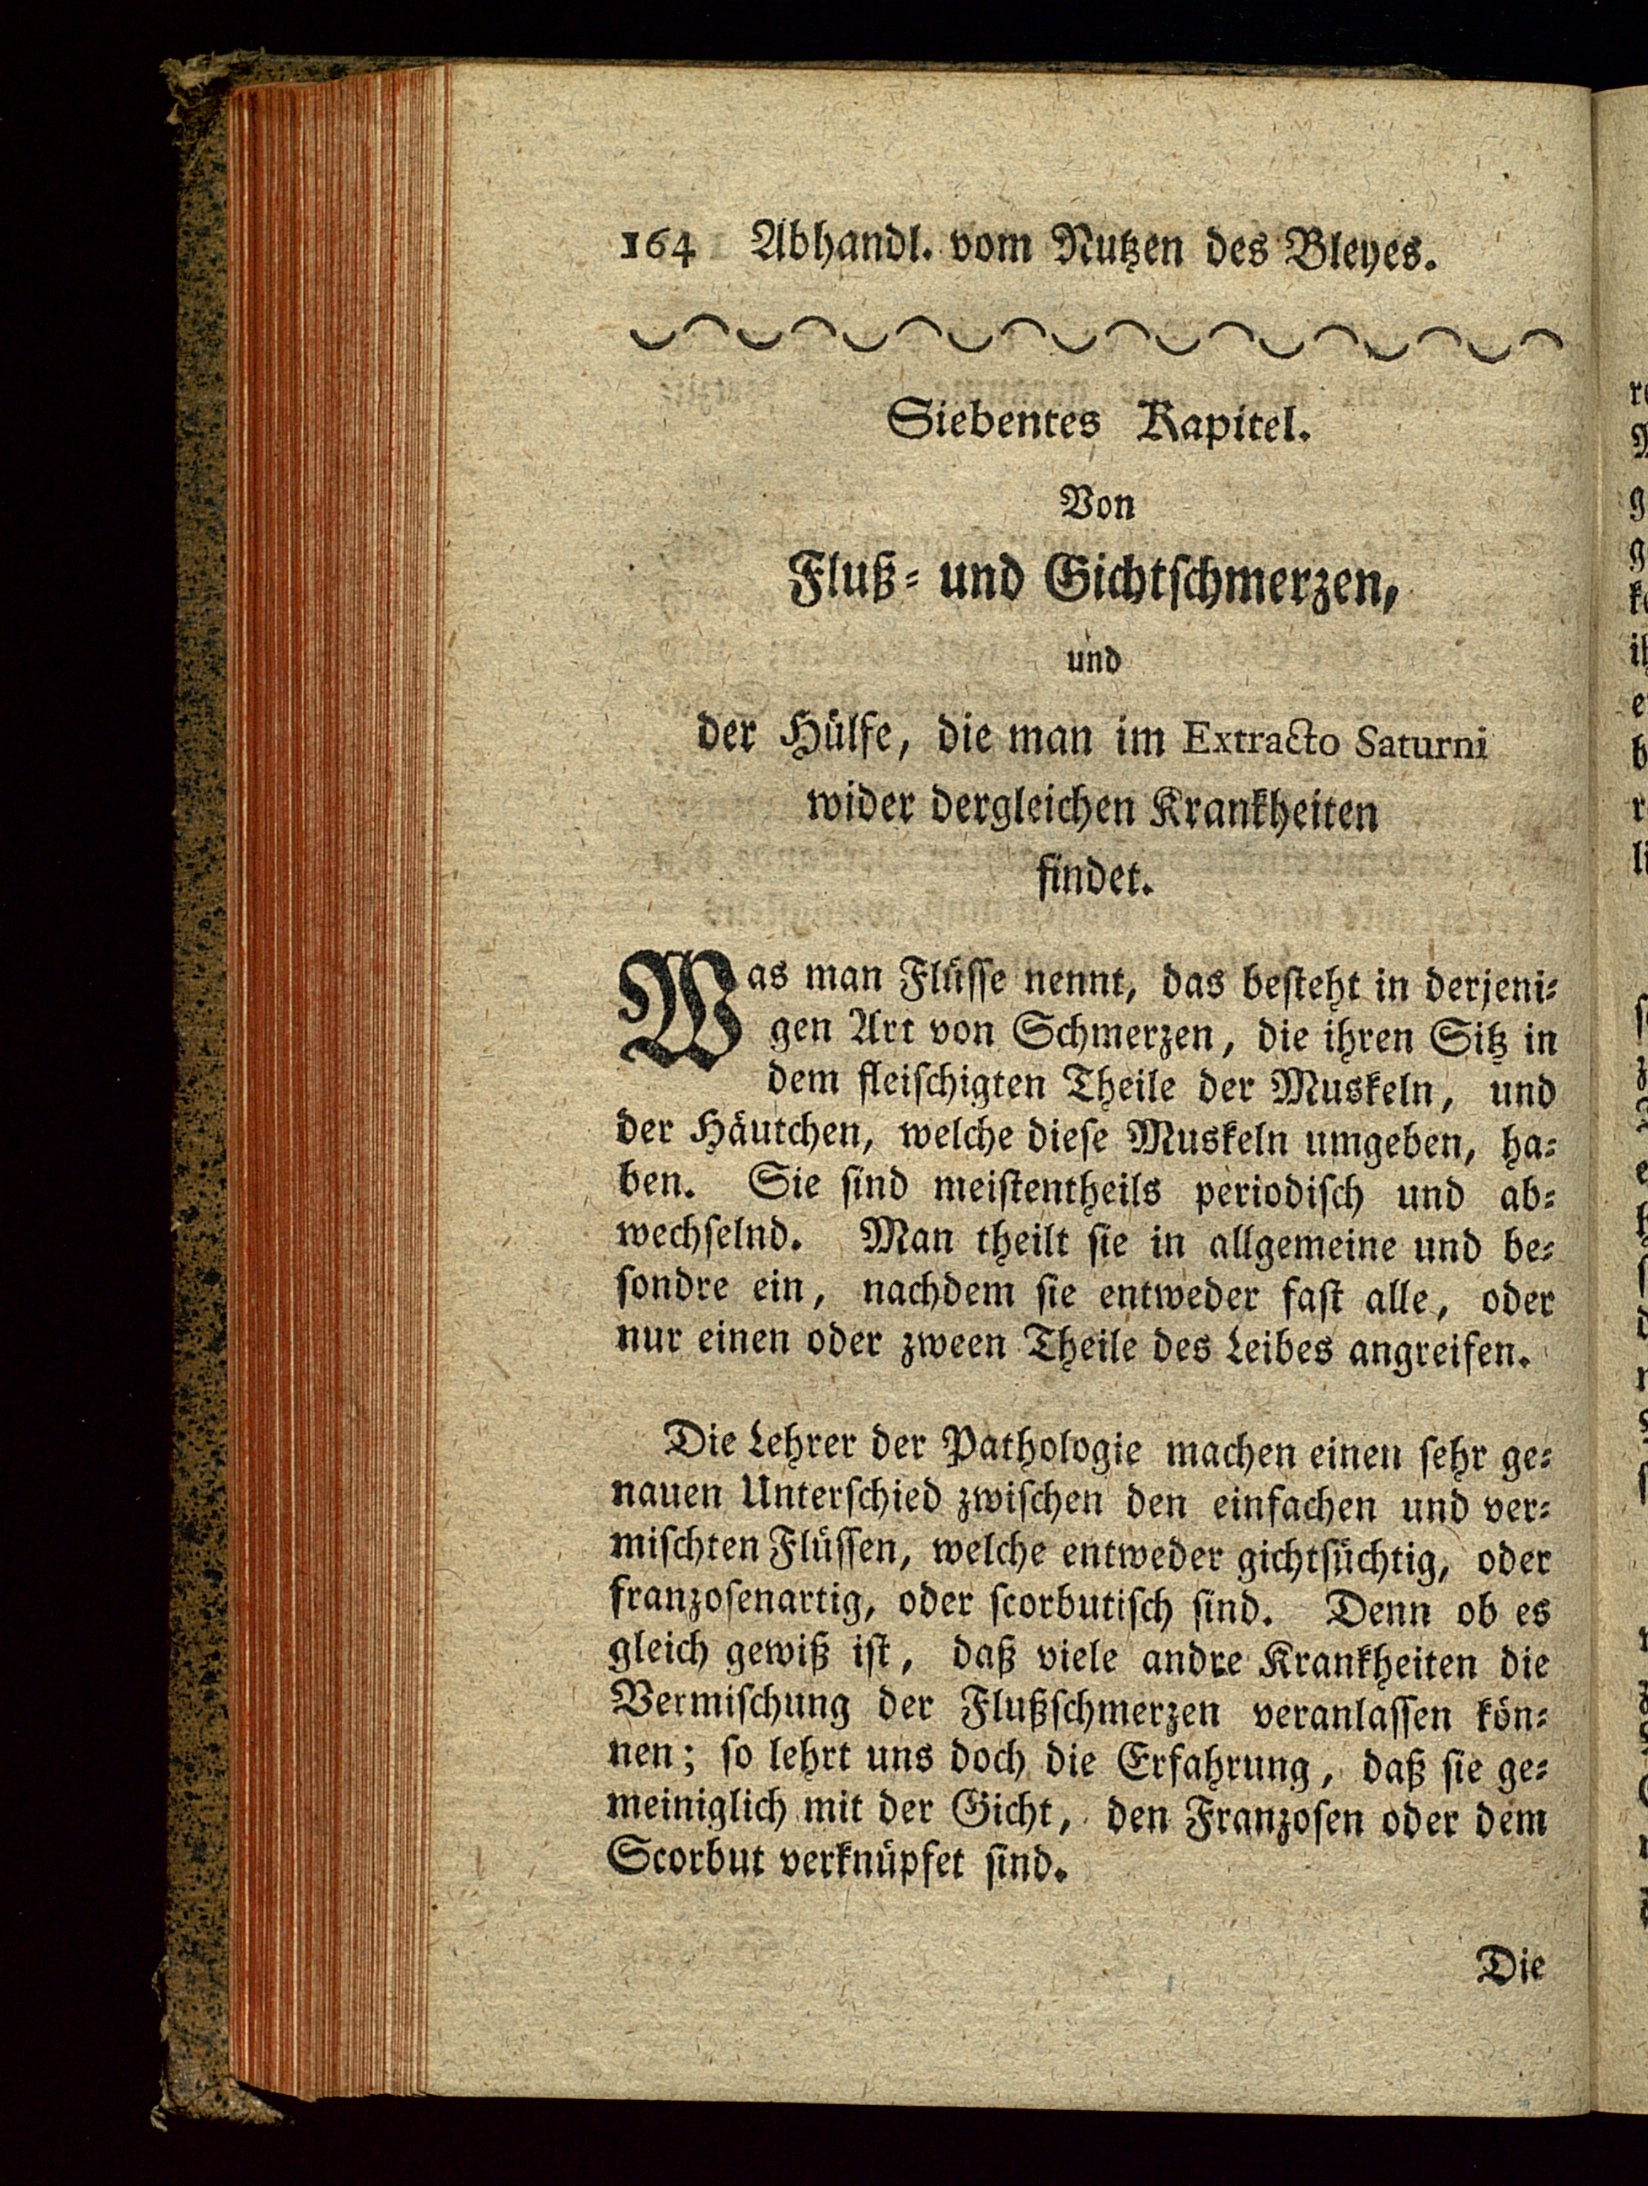 164 Abhandl. vom Nutzen des Bleyes.
Siebentes Kapitel.
Von
Fluß- und Gichtschmerzen,
und
der Hülfe, die man im Extracto Saturni
wider dergleichen Krankheiten
findet.
Was man Flüsse nennt, das besteht in derjeni-
gen Art von Schmerzen, die ihren Sitz in
dem fleischigten Theile der Muskeln, und
der Häutchen, welche diese Muskeln umgeben, ha-
ben. Sie sind meistentheils periodisch und ab-
wechselnd. Man theilt sie in allgemeine und be-
sondre ein, nachdem sie entweder fast alle, oder
nur einen oder zween Theile des Leibes angreifen.
Die Lehrer der Pathologie machen einen sehr ge-
nauen Unterschied zwischen den einfachen und ver-
mischten Flüssen, welche entweder gichtsüchtig, oder
franzosenartig, oder scorbutisch sind. Denn ob es
gleich gewiß ist, daß viele andre Krankheiten die
Vermischung der Flußschmerzen veranlassen kön-
nen; so lehrt uns doch die Erfahrung, daß sie ge-
meiniglich mit der Gicht, den Franzosen oder dem
Scorbut verknüpfet sind.
Die